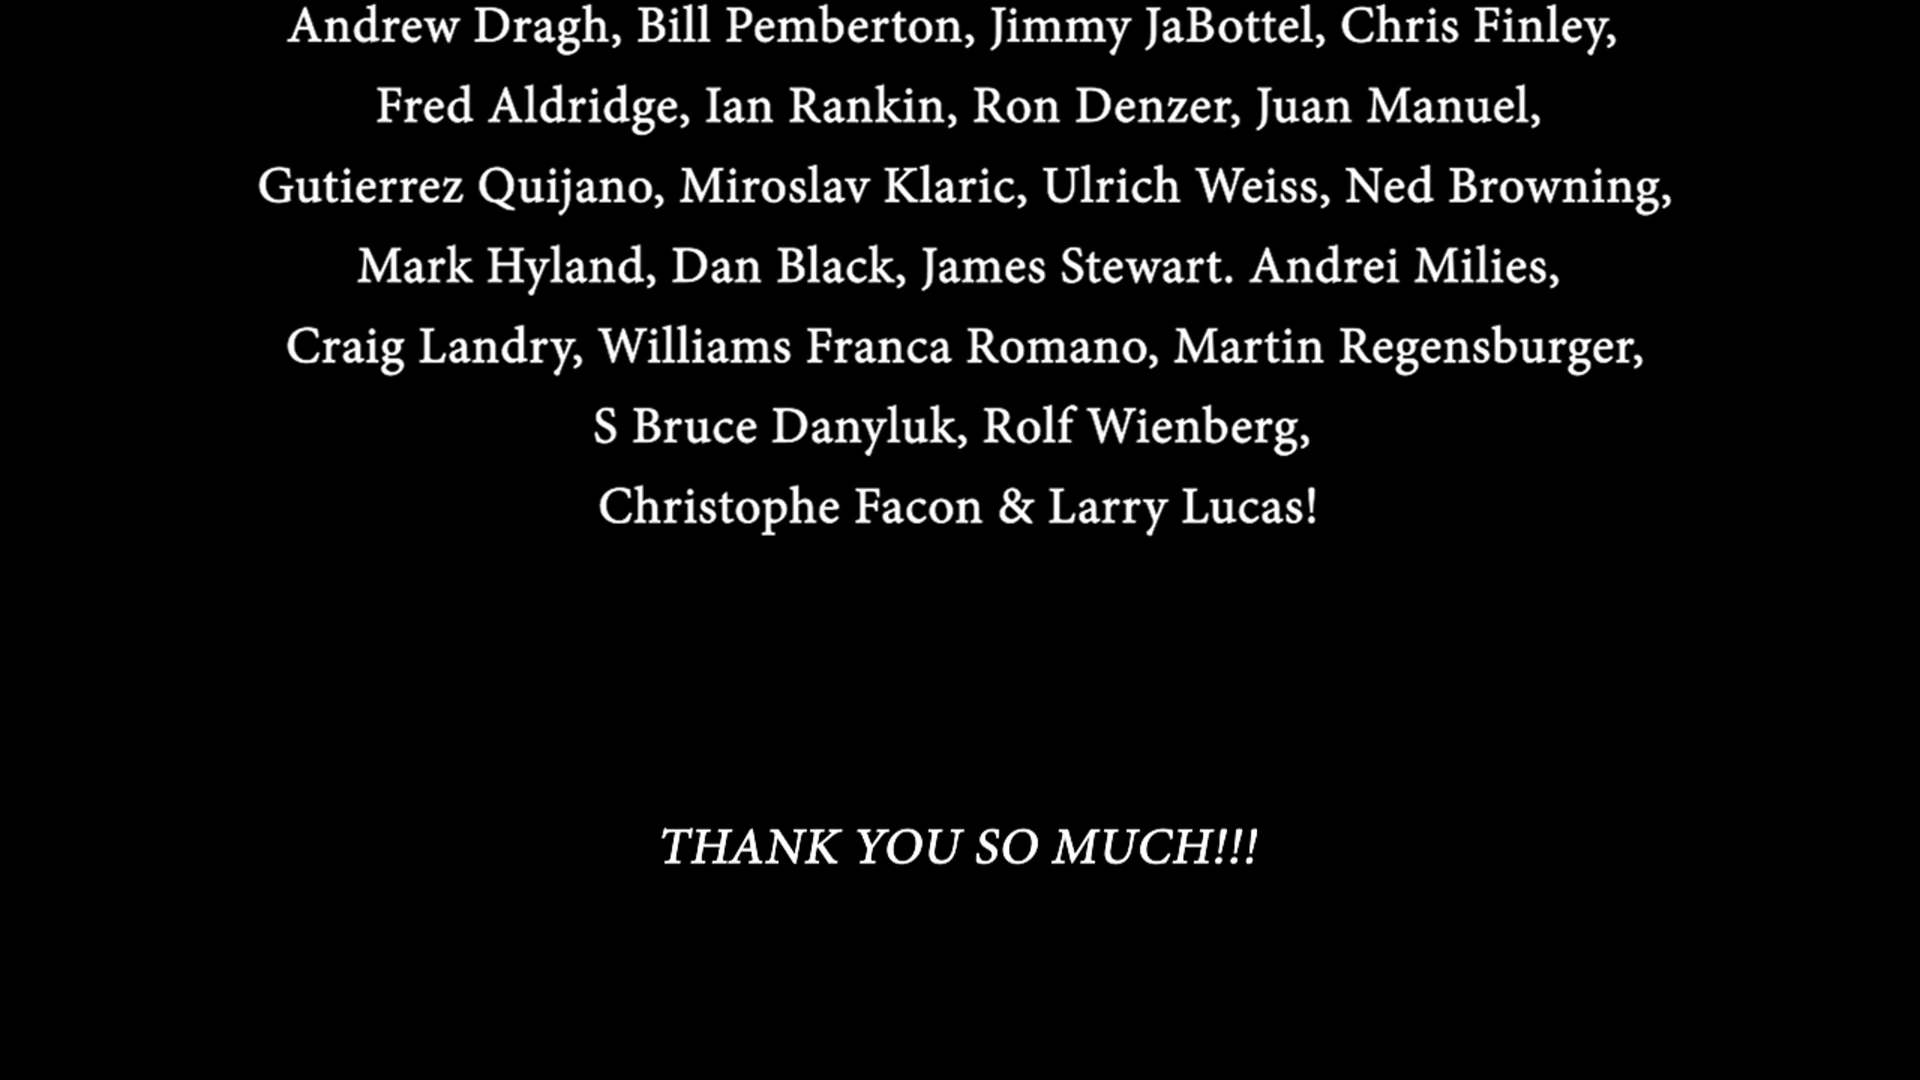 Andrew Dragh, Bill Pemberton, Jimmy JaBottel, Chris Finley,
Fred Aldridge, Ian Rankin, Ron Denzer, Juan Manuel,
Gutierrez Quijano, Miroslav Klaric, Ulrich Weiss, Ned Browning,
Mark Hyland, Dan Black, James Stewart. Andrei Milies,
Craig Landry, Williams Franca Romano, Martin Regensburger,
S Bruce Danyluk, Rolf Wienberg,
Christophe Facon & Larry Lucas!
THANK YOU SO MUCH!!!